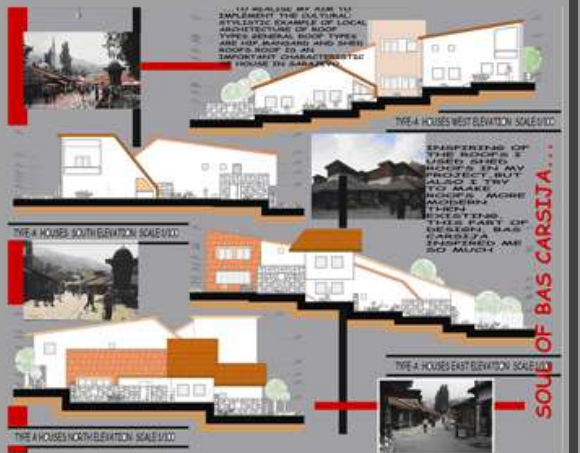 ...TO REALISE MY AIM TO
IMPLEMENT THE CULTURAL/
STYLISTIC EXAMPLE OF LOCAL
ARCHITECTURE OF ROOF
TYPES GENERAL ROOF TYPES
ARE HIP,MANSARD AND SHED
ROOFS.ROOF IS AN
IMPORTANT CHARACTERISTIC
HOUSE IN SARAJEVO
TYPE-A HOUSES WEST ELEVATION SCALE:1/100
INSPIRING OF
THE ROOFS I
USED SHED
ROOFS IN MY
PROJECT.BUT
ALSO I TRY
TO MAKE
ROOFS MORE
MODERN
THEN
EXISTING.
THIS PART OF
DESIGN, BAS
CARSIJA
INSPIRED ME
SO MUCH
TYPE-A HOUSES SOUTH ELEVATION SCALE:1/100
SOUL OF BAS CARSIJA...
TYPE-A HOUSES EAST ELEVATION SCALE:1/100
TYPE A HOUSES NORTH ELEVATION SCALE:1/100